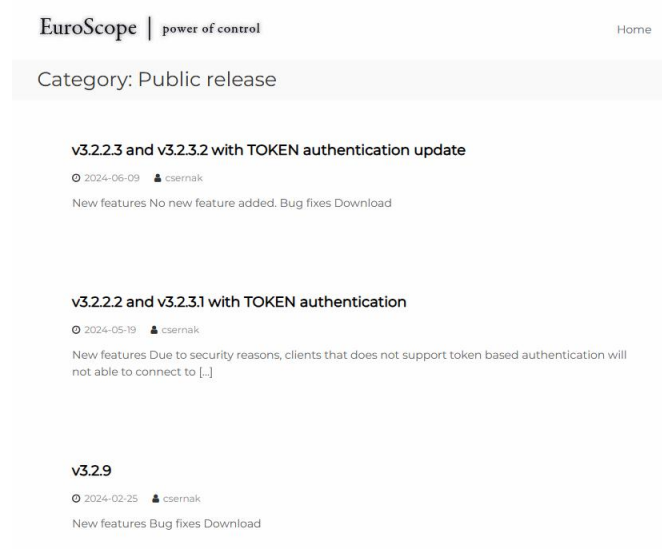 EuroScope | power of control
Home
Category: Public release
v3.2.2.3 and v3.2.3.2 with TOKEN authentication update
2024-06-09 csernak
New features No new feature added. Bug fixes Download
v3.2.2.2 and v3.2.3.1 with TOKEN authentication
2024-05-19 csernak
New features Due to security reasons, clients that does not support token based authentication will
not able to connect to [...]
v3.2.9
2024-02-25 csernak
New features Bug fixes Download